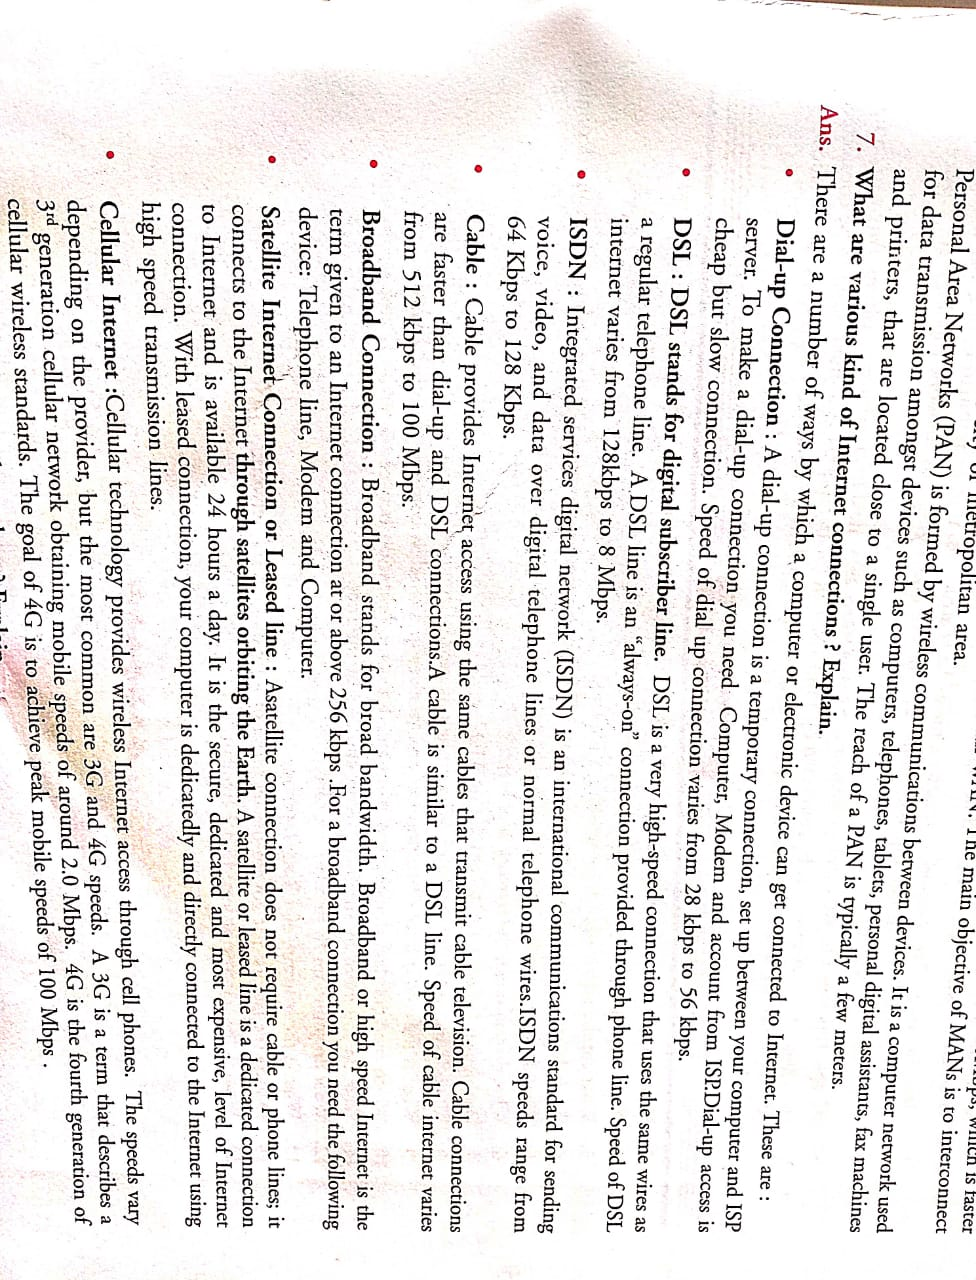 metropolitan area. The main objective of MANs is to interconnect
Personal Area Networks (PAN) is formed by wireless communications between devices. It is a computer network used
for data transmission amongst devices such as computers, telephones, tablets, personal digital assistants, fax machines
and printers, that are located close to a single user. The reach of a PAN is typically a few meters.
7. What are various kind of Internet connections ? Explain.
Ans. There are a number of ways by which a computer or electronic device can get connected to Internet. These are :
• Dial-up Connection : A dial-up connection is a temporary connection, set up between your computer and ISP
server. To make a dial-up connection you need Computer, Modem and account from ISP.Dial-up access is
cheap but slow connection. Speed of dial up connection varies from 28 kbps to 56 kbps.
• DSL : DSL stands for digital subscriber line. DSL is a very high-speed connection that uses the same wires as
a regular telephone line. A DSL line is an “always-on” connection provided through phone line. Speed of DSL
internet varies from 128kbps to 8 Mbps.
• ISDN : Integrated services digital network (ISDN) is an international communications standard for sending
voice, video, and data over digital telephone lines or normal telephone wires.ISDN speeds range from
64 Kbps to 128 Kbps.
• Cable : Cable provides Internet access using the same cables that transmit cable television. Cable connections
are faster than dial-up and DSL connections.A cable is similar to a DSL line. Speed of cable internet varies
from 512 kbps to 100 Mbps.
• Broadband Connection : Broadband stands for broad bandwidth. Broadband or high speed Internet is the
term given to an Internet connection at or above 256 kbps .For a broadband connection you need the following
device: Telephone line, Modem and Computer.
• Satellite Internet Connection or Leased line : Asatellite connection does not require cable or phone lines; it
connects to the Internet through satellites orbiting the Earth. A satellite or leased line is a dedicated connection
to Internet and is available 24 hours a day. It is the secure, dedicated and most expensive, level of Internet
connection. With leased connection, your computer is dedicatedly and directly connected to the Internet using
high speed transmission lines.
• Cellular Internet :Cellular technology provides wireless Internet access through cell phones. The speeds vary
depending on the provider, but the most common are 3G and 4G speeds. A 3G is a term that describes a
3rd generation cellular network obtaining mobile speeds of around 2.0 Mbps. 4G is the fourth generation of
cellular wireless standards. The goal of 4G is to achieve peak mobile speeds of 100 Mbps .